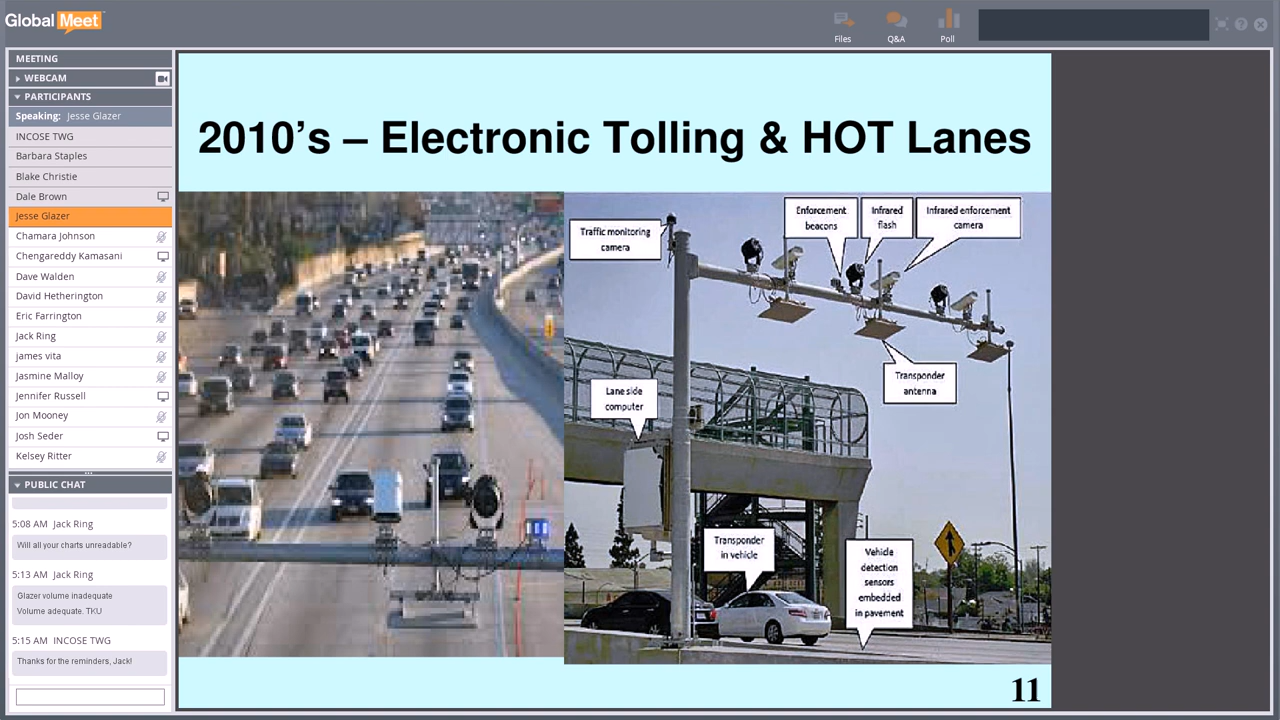 Global Meet
Files
Q&A
Poll
MEETING
WEBCAM
PARTICIPANTS
Speaking: Jesse Glazer
INCOSE TWG
Barbara Staples
Blake Christie
Dale Brown
Jesse Glazer
Chamara Johnson
Chengareddy Kamasani
Dave Walden
David Hetherington
Eric Farrington
Jack Ring
james vita
Jasmine Malloy
Jennifer Russell
Jon Mooney
Josh Seder
Kelsey Ritter
PUBLIC CHAT
5:08 AM Jack Ring
Will all your charts unreadable?
5:13 AM Jack Ring
Glazer volume inadequate
Volume adequate. TKU
5:15 AM INCOSE TWG
Thanks for the reminders, Jack!
2010's – Electronic Tolling & HOT Lanes
Traffic monitoring
camera
Enforcement
beacons
Infrared
flash
Infrared enforcement
camera
Transponder
antenna
Lane side
computer
Transponder
in vehicle
Vehicle
detection
sensors
embedded
in pavement
11